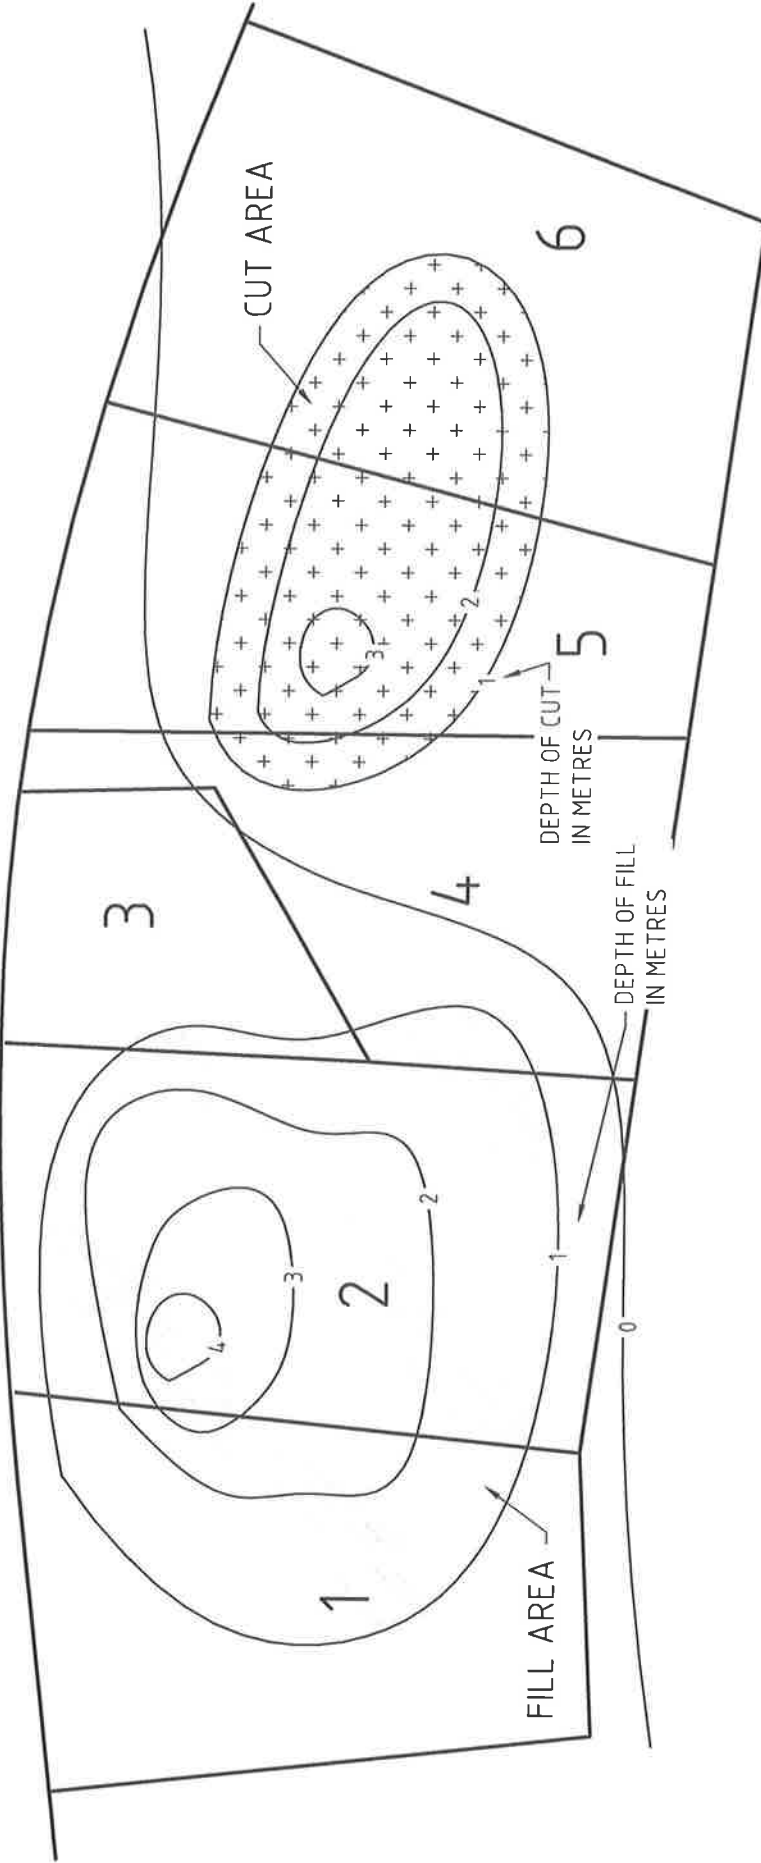 CUT AREA
6
5
4
3
2
1
DEPTH OF CUT
IN METRES
DEPTH OF FILL
IN METRES
FILL AREA
1
2
3
1
2
3
4
0